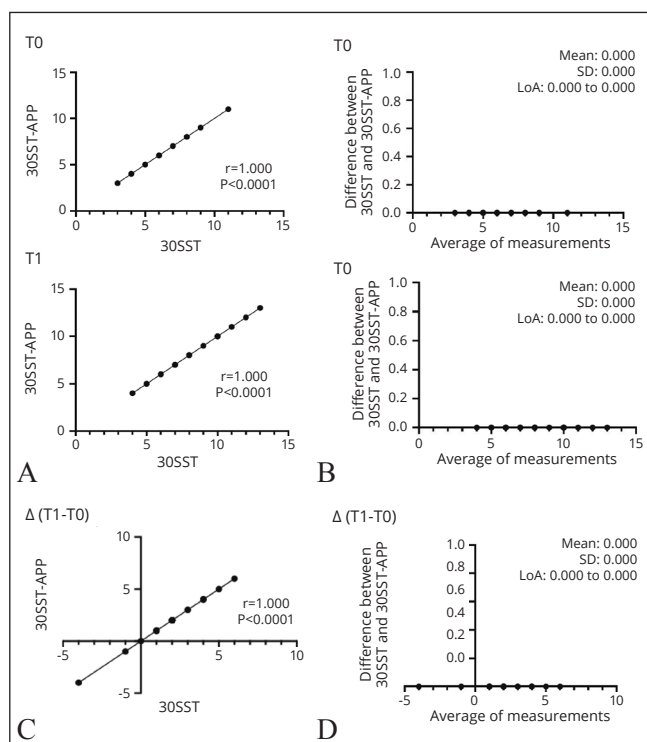 T0
15
10
5
0
0
5
10
15
30SST-APP
30SST
r=1.000
P<0.0001
T0
Mean: 0.000
SD: 0.000
LoA: 0.000 to 0.000
1.0
0.8
0.6
0.4
0.2
0.0
0
5
10
15
Difference between
30SST and 30SST-APP
Average of measurements
T1
15
10
5
0
0
5
10
15
30SST-APP
30SST
r=1.000
P<0.0001
A
T0
Mean: 0.000
SD: 0.000
LoA: 0.000 to 0.000
1.0
0.8
0.6
0.4
0.2
0.0
0
5
10
15
Difference between
30SST and 30SST-APP
Average of measurements
B
Δ (T1-T0)
10
5
-5
-5
0
5
10
30SST-APP
30SST
r=1.000
P<0.0001
C
Δ (T1-T0)
Mean: 0.000
SD: 0.000
LoA: 0.000 to 0.000
1.0
0.8
0.6
0.4
0.2
0.0
-5
0
5
10
Difference between
30SST and 30SST-APP
Average of measurements
D